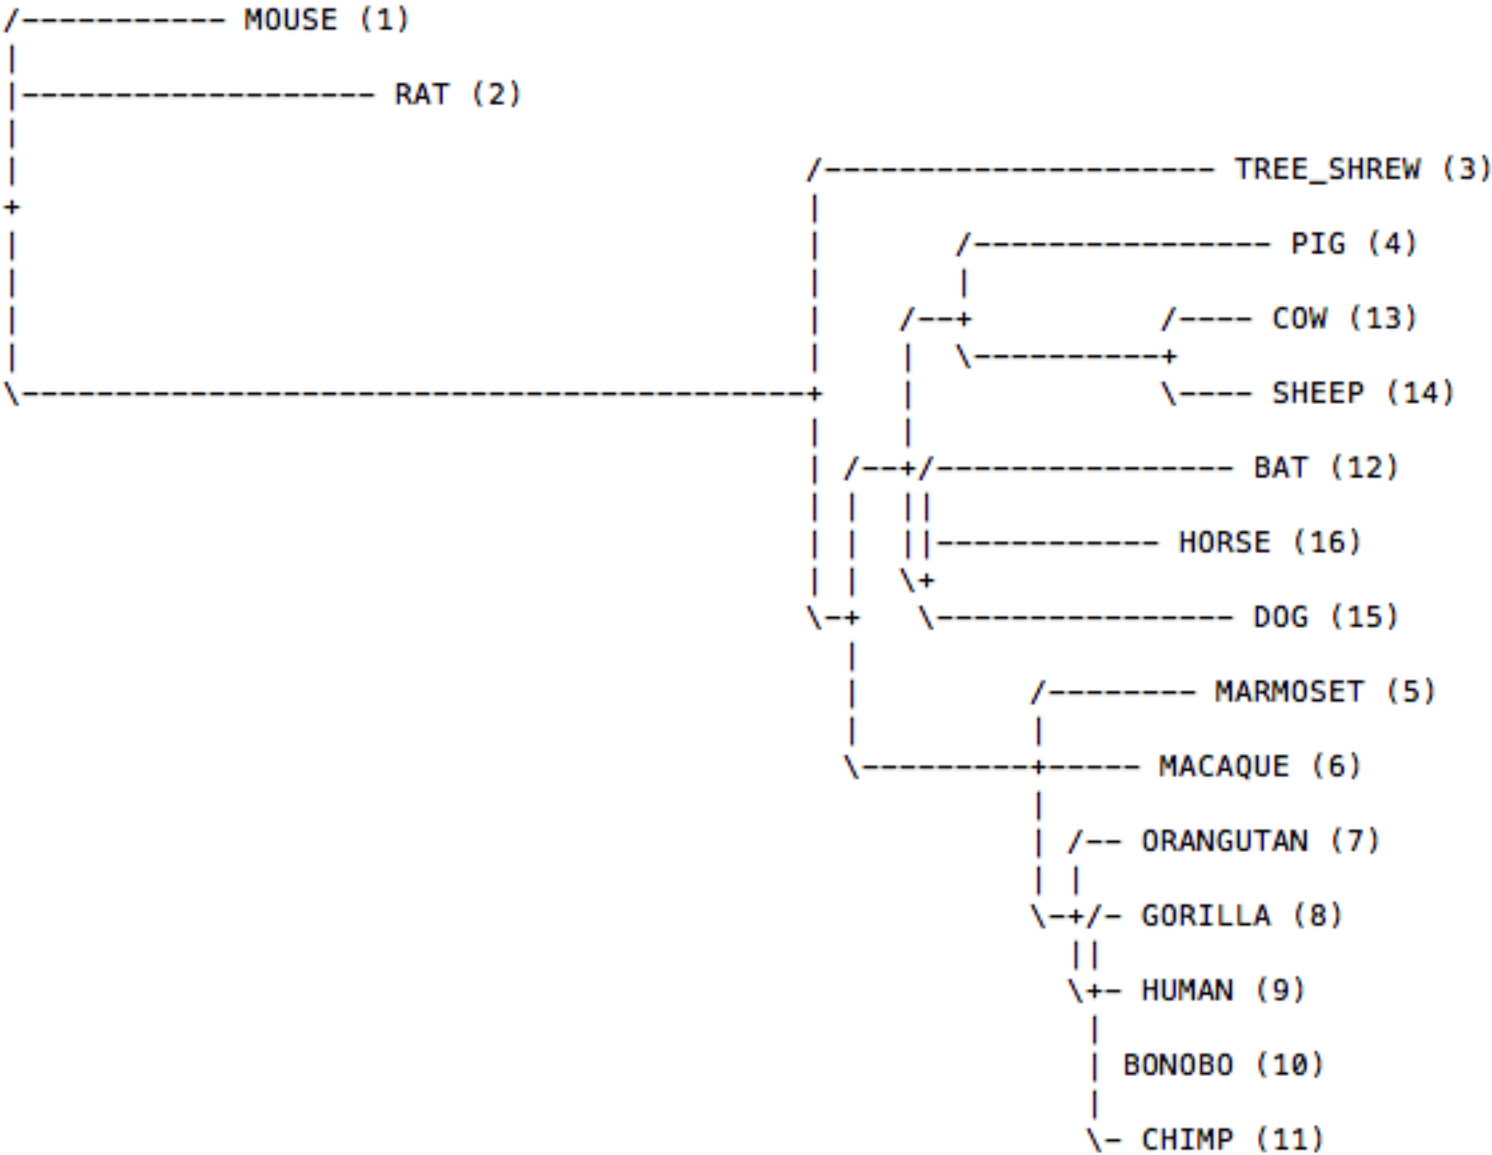 MOUSE (1)
RAT (2)
TREE_SHREW (3)
PIG (4)
COW (13)
SHEEP (14)
BAT (12)
HORSE (16)
DOG (15)
MARMOSET (5)
MACAQUE (6)
ORANGUTAN (7)
GORILLA (8)
HUMAN (9)
BONOBO (10)
CHIMP (11)